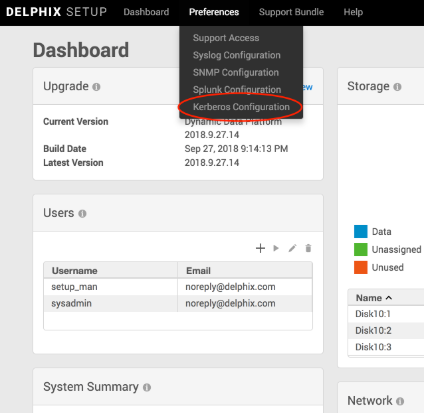 DELPHIX SETUP Dashboard Preferences Support Bundle Help
Support Access
Syslog Configuration
SNMP Configuration
Splunk Configuration
Kerberos Configuration
Dashboard
Upgrade
Current Version Dynamic Data Platform
2018.9.27.14
Build Date Sep 27, 2018 9:14:13 PM
Latest Version 2018.9.27.14
Users
Username Email
setup_man noreply@delphix.com
sysadmin noreply@delphix.com
System Summary
Storage
Data
Unassigned
Unused
Name
Disk10:1
Disk10:2
Disk10:3
Network